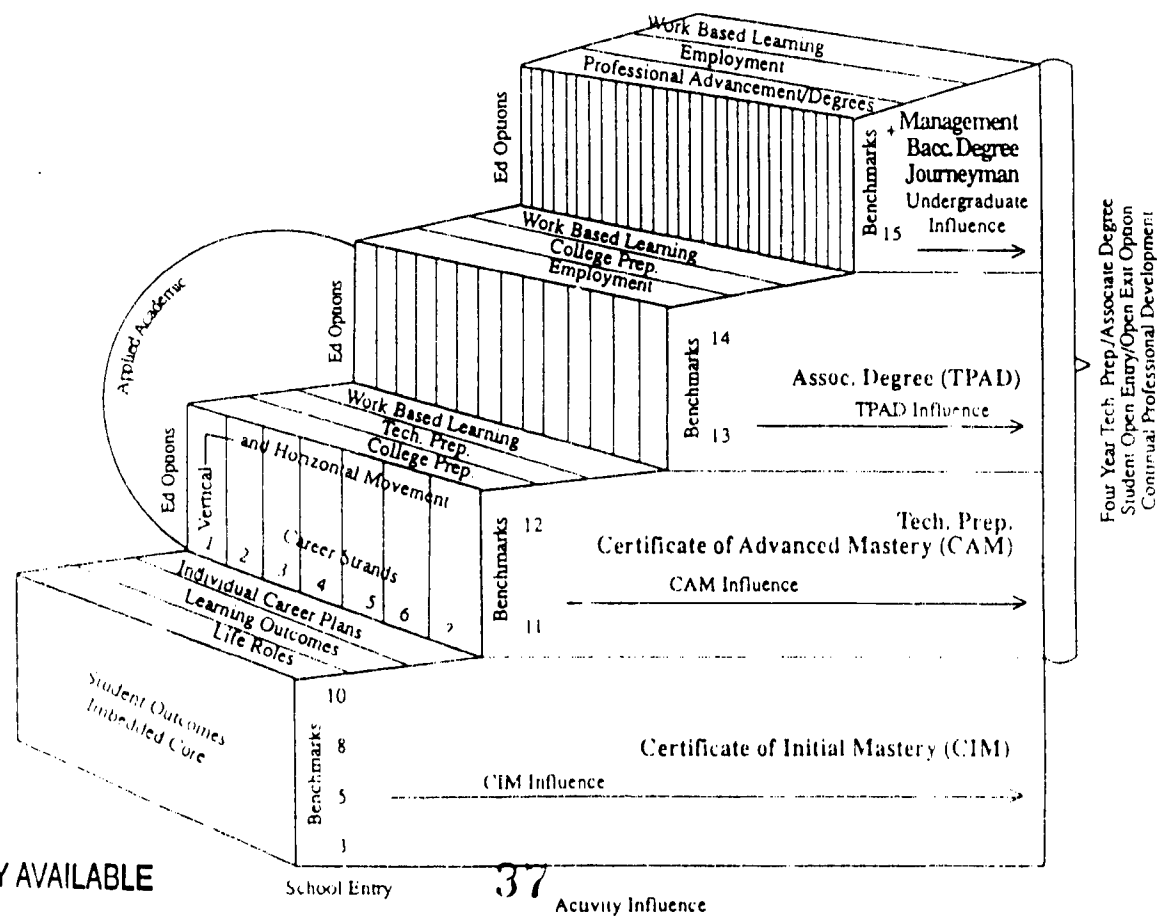 Work Based Learning
Employment
Professional Advancement/Degrees
Ed Options
Benchmarks
+
15
Management
Bacc. Degree
Journeyman
Undergraduate
Influence
Work Based Learning
College Prep.
Employment
Ed Options
Benchmarks
14
13
Assoc. Degree (TPAD)
TPAD Influence
Applied Academic
Work Based Learning
Tech. Prep.
College Prep.
Ed Options
Vertical
and Horizontal Movement
Career Strands
1 2 3 4 5 6 7
Benchmarks
12
11
Tech. Prep.
Certificate of Advanced Mastery (CAM)
CAM Influence
Individual Career Plans
Learning Outcomes
Life Roles
Student Outcomes
Imbedded Core
Benchmarks
10
8
5
3
Certificate of Initial Mastery (CIM)
CIM Influence
Four Year Tech. Prep./Associate Degree
Student Open Entry/Open Exit Option
Continual Professional Development
AVAILABLE
School Entry
37
Activity Influence